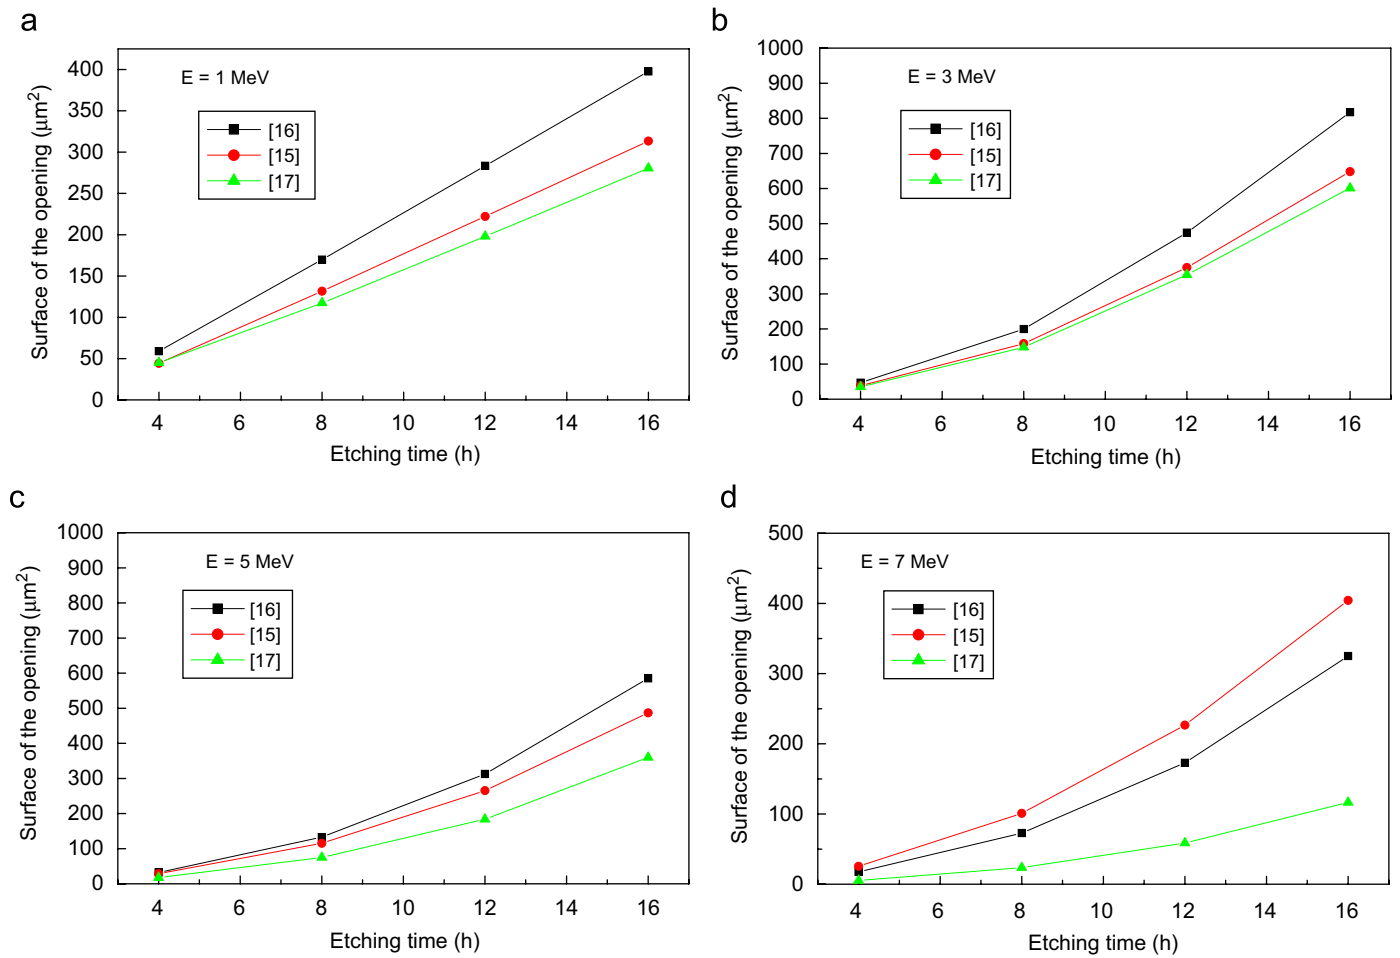 a
E = 1 MeV
[16]
[15]
[17]
Surface of the opening (μm²)
400
350
300
250
200
150
100
50
0
4 6 8 10 12 14 16
Etching time (h)
b
E = 3 MeV
[16]
[15]
[17]
Surface of the opening (μm²)
1000
900
800
700
600
500
400
300
200
100
0
4 6 8 10 12 14 16
Etching time (h)
c
E = 5 MeV
[16]
[15]
[17]
Surface of the opening (μm²)
1000
900
800
700
600
500
400
300
200
100
0
4 6 8 10 12 14 16
Etching time (h)
d
E = 7 MeV
[16]
[15]
[17]
Surface of the opening (μm²)
500
400
300
200
100
0
4 6 8 10 12 14 16
Etching time (h)